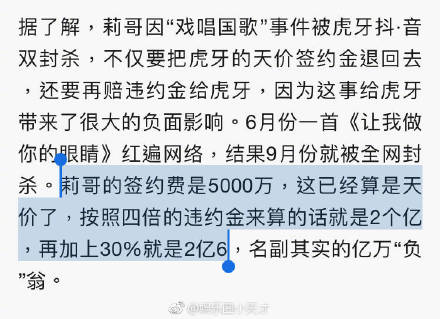 据了解，莉哥因“戏唱国歌”事件被虎牙抖·音
双封杀，不仅要把虎牙的天价签约金退回去
，还要再赔违约金给虎牙，因为这事给虎牙
带来了很大的负面影响。6月份一首《让我做
你的眼睛》红遍网络，结果9月份就被全网封
杀。莉哥的签约费是5000万，这已经算是天
价了，按照四倍的违约金来算的话就是2个亿
，再加上30%就是2亿6，名副其实的亿万“负
”翁。
@娱乐圈小天才